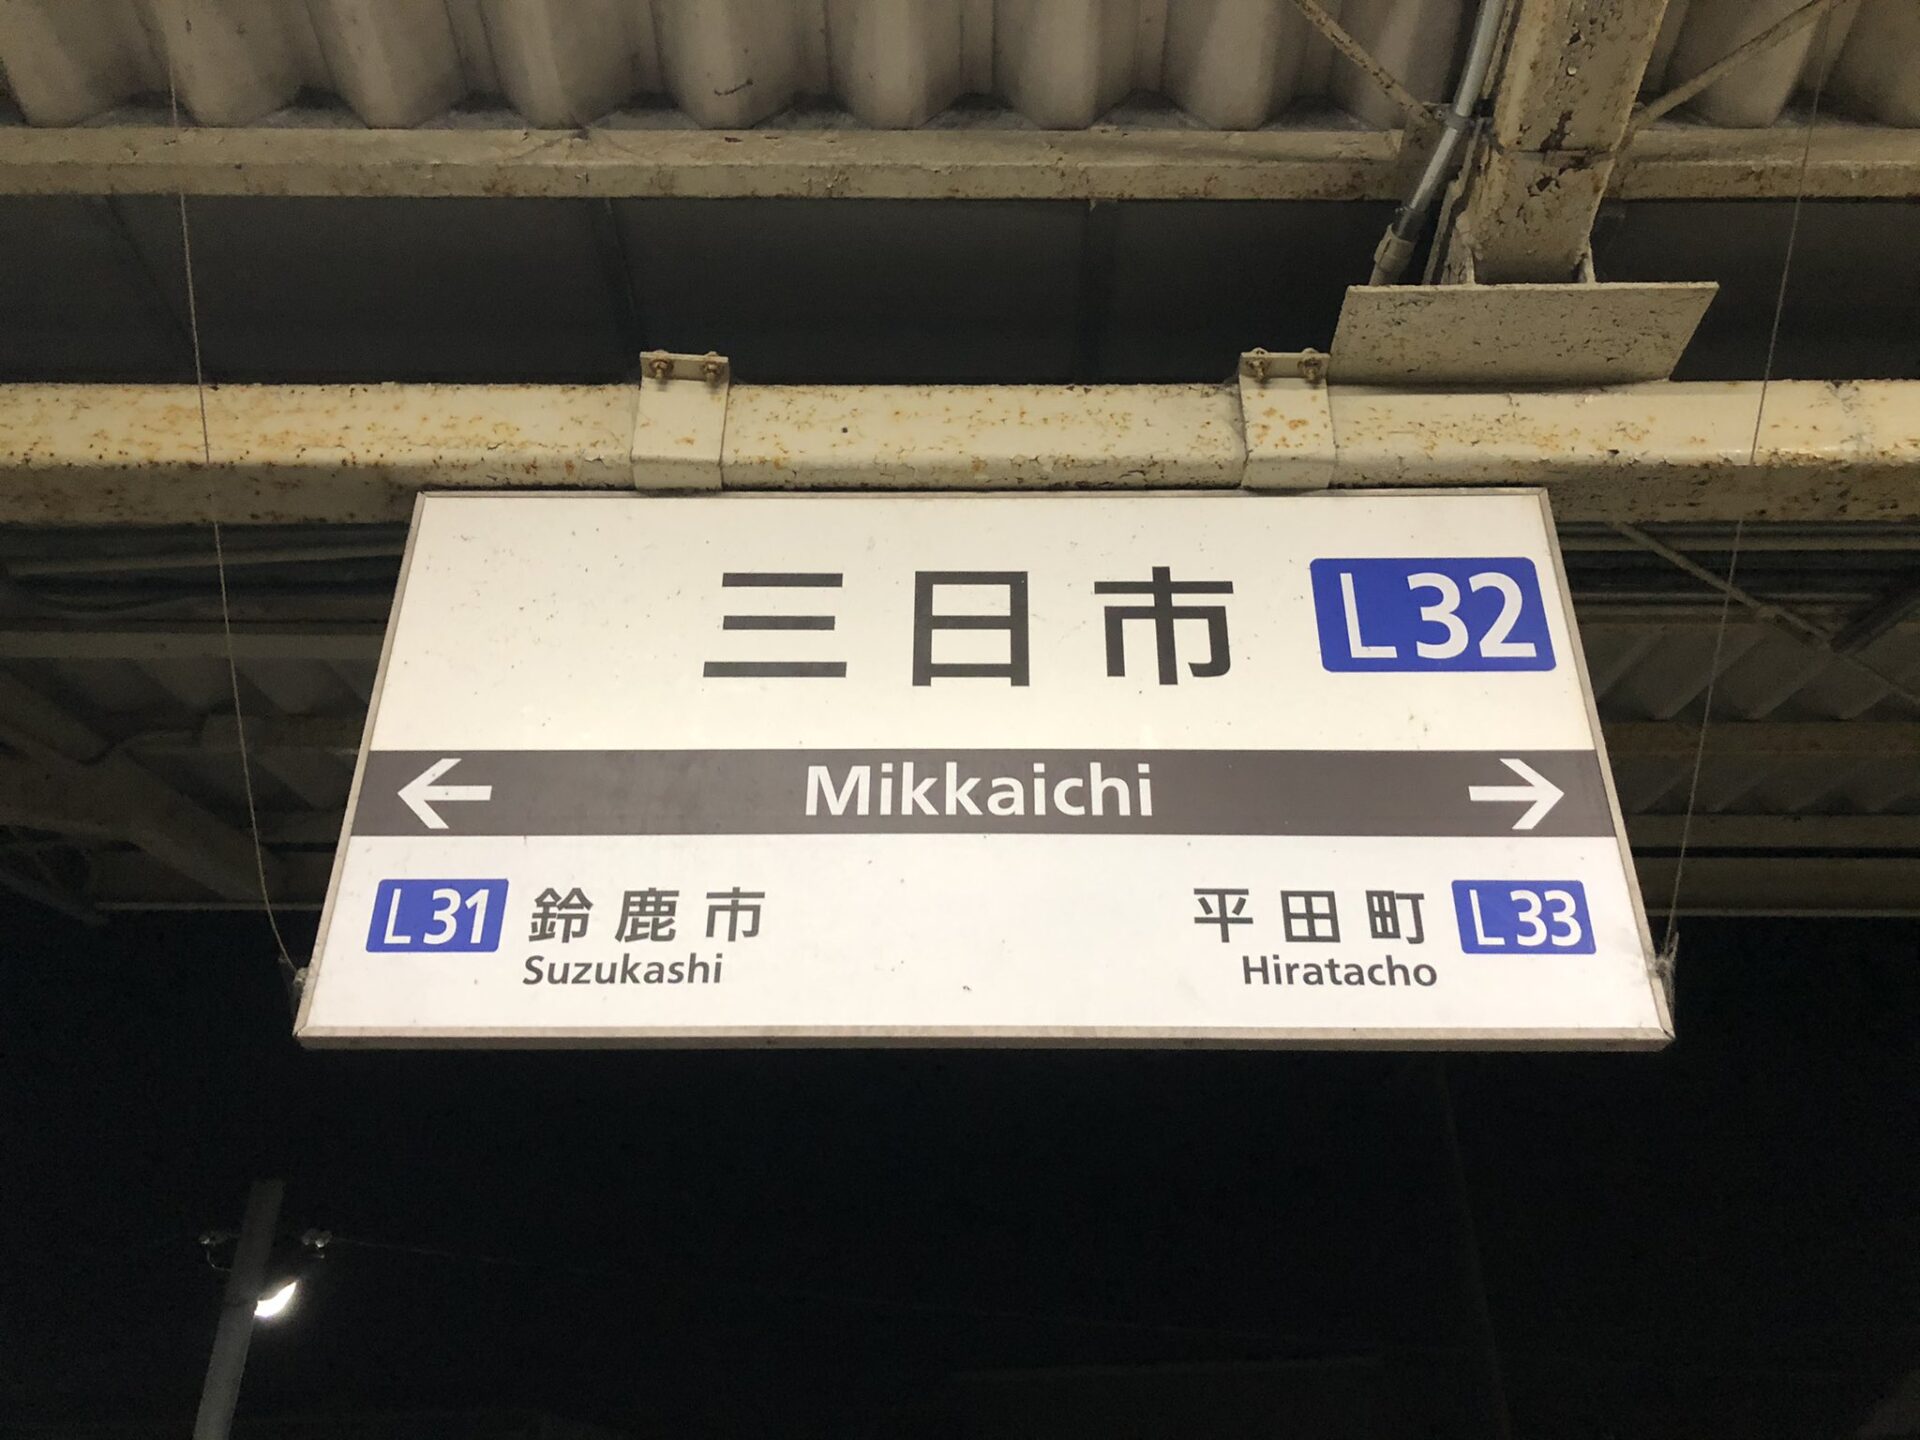 三日市 L32
← Mikkaichi →
L31 鈴鹿市 平田町 L33
Suzukashi Hiratacho